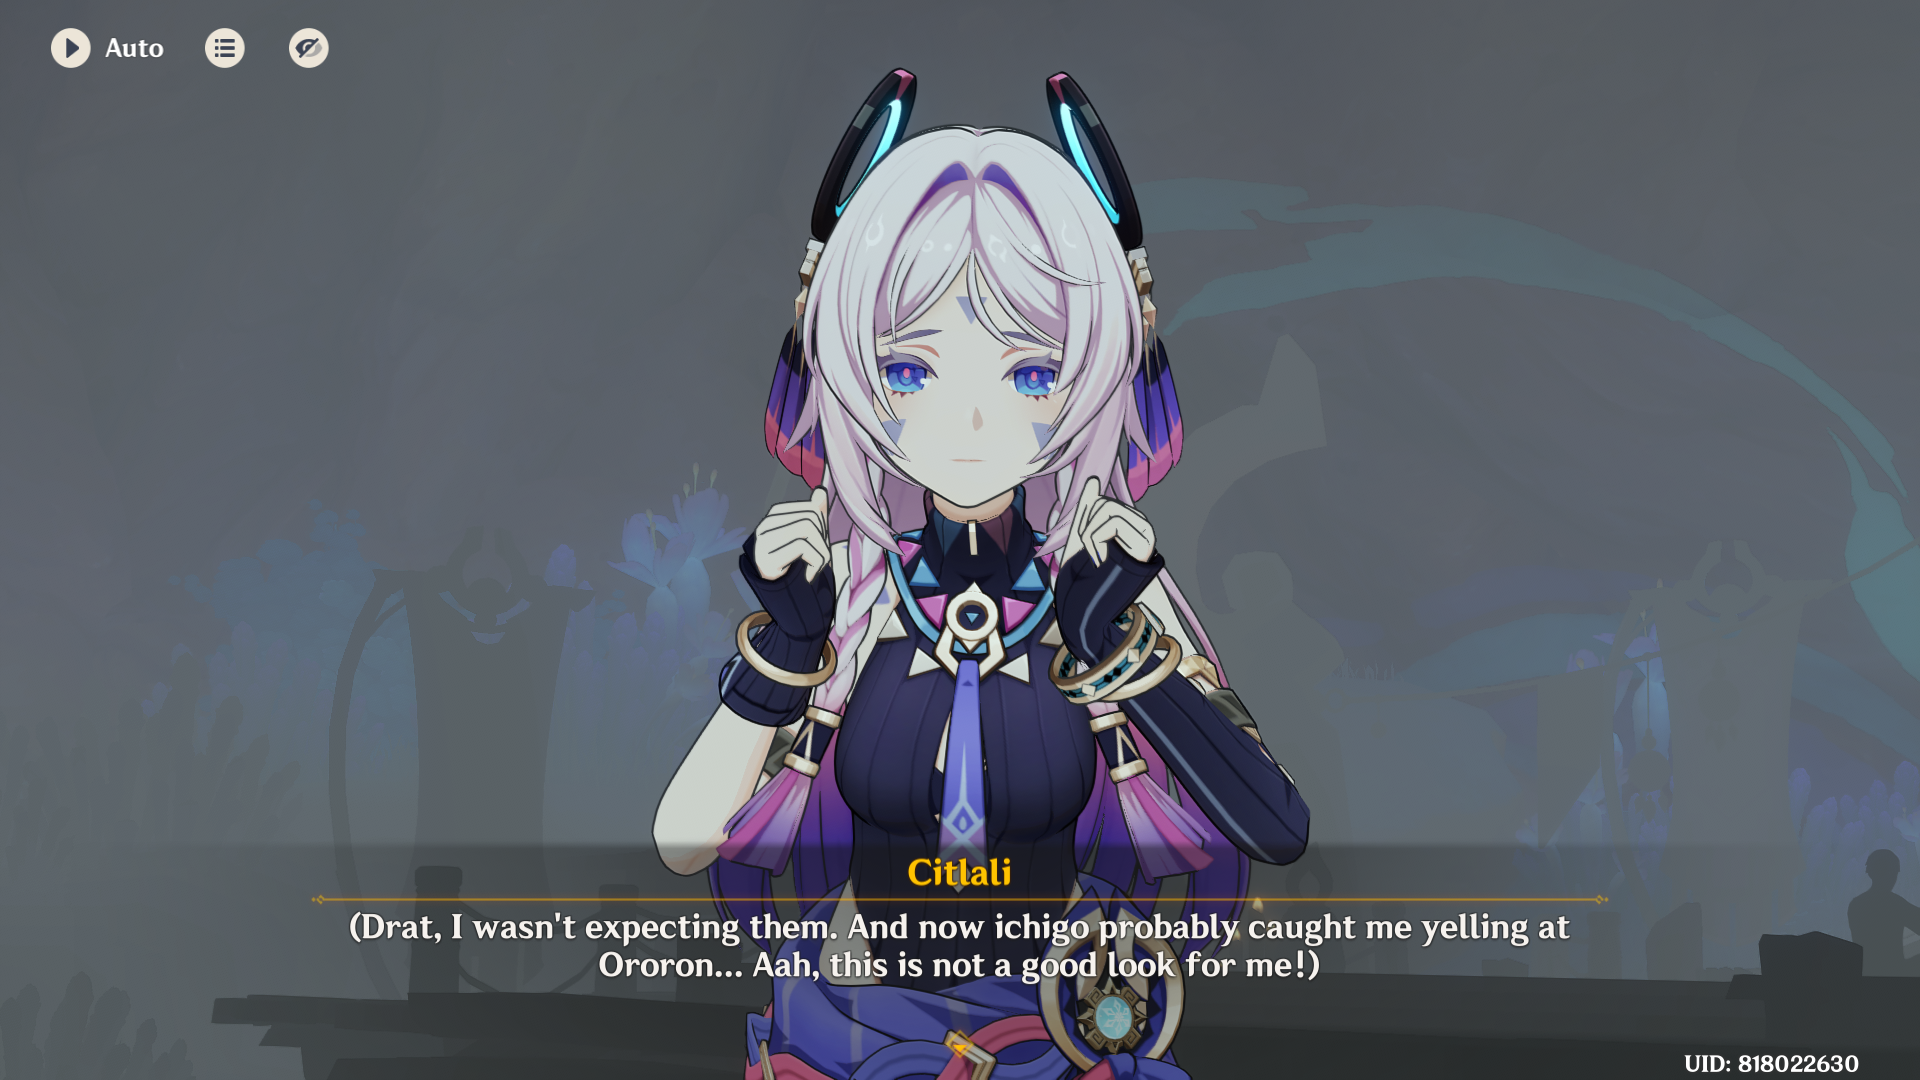 Auto
Citlali
(Drat, I wasn't expecting them. And now ichigo probably caught me yelling at
Ororon... Aah, this is not a good look for me!)
UID: 818022630